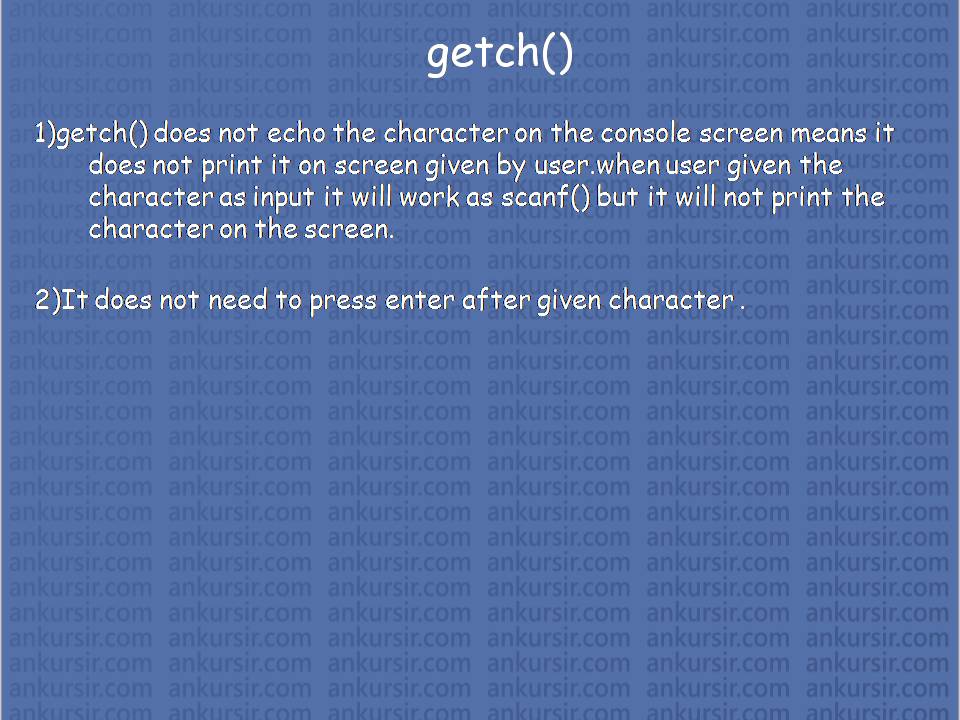 getch()
1)getch() does not echo the character on the console screen means it
does not print it on screen given by user.when user given the
character as input it will work as scanf() but it will not print the
character on the screen.
2)It does not need to press enter after given character .
ankursir.com